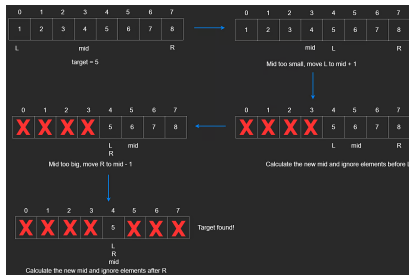 0 1 2 3 4 5 6 7
1 2 3 4 5 6 7 8
L mid R
target = 5
0 1 2 3 4 5 6 7
1 2 3 4 5 6 7 8
mid L R
Mid too small, move L to mid + 1
0 1 2 3 4 5 6 7
X X X X 5 6 7 8
L mid R
Calculate the new mid and ignore elements before L
0 1 2 3 4 5 6 7
X X X X 5 6 7 8
L
R
Mid too big, move R to mid - 1
0 1 2 3 4 5 6 7
X X X X 5 X X X
Target found!
L
R
mid
Calculate the new mid and ignore elements after R